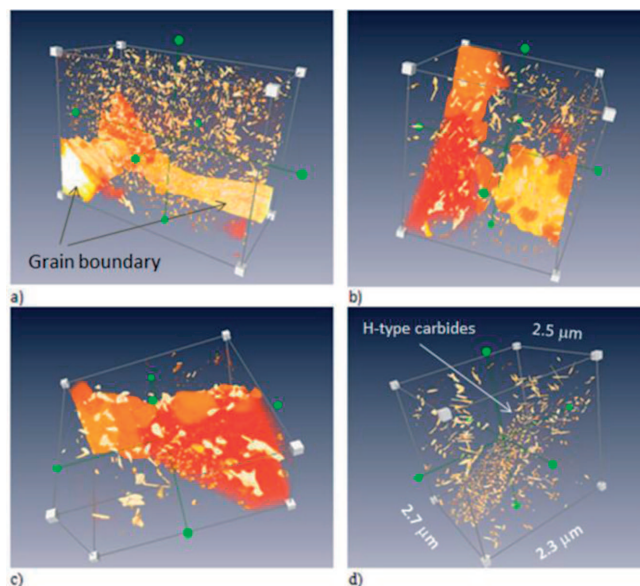 Grain boundary
a)
b)
H-type carbides
2.5 μm
2.7 μm
2.3 μm
c)
d)